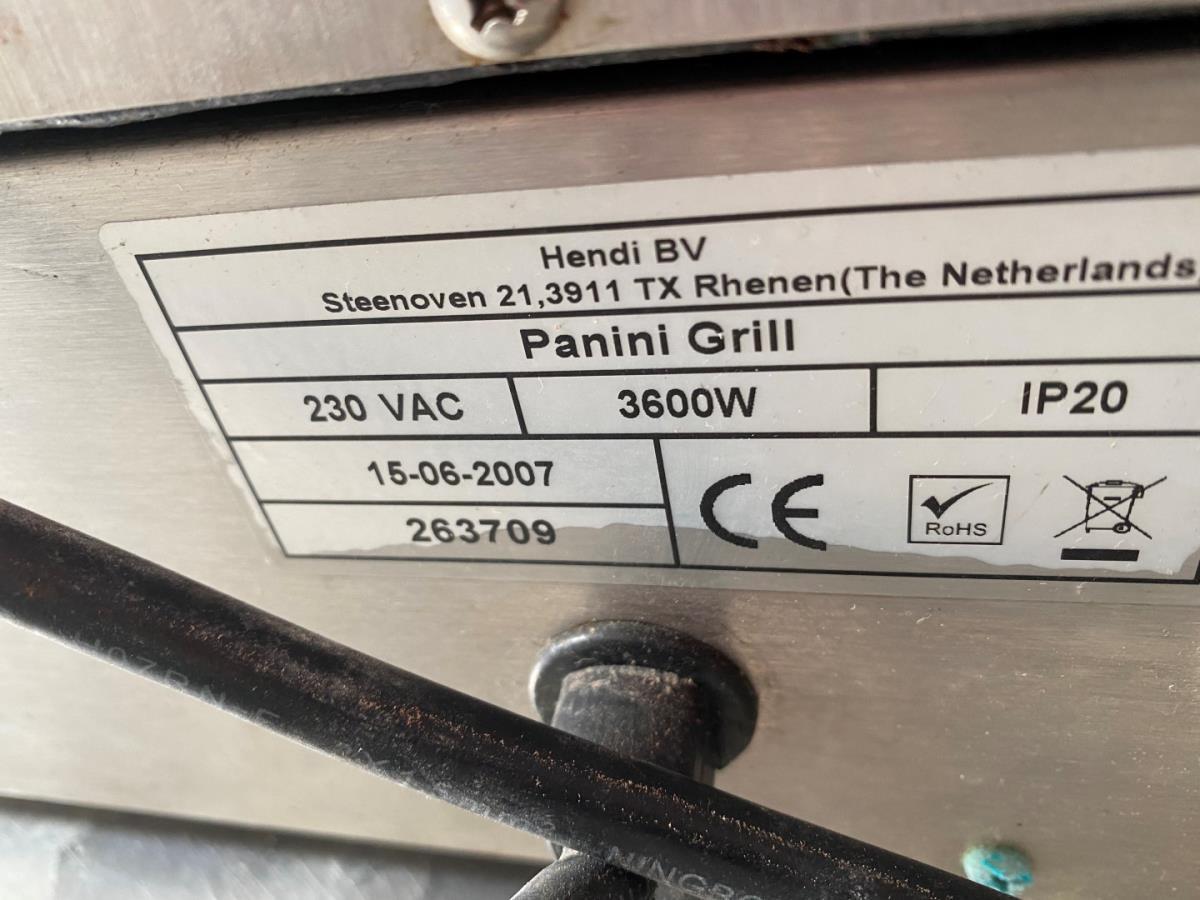 Hendi BV
Steenoven 21,3911 TX Rhenen(The Netherlands
Panini Grill
230 VAC
3600W
IP20
15-06-2007
263709
CE
RoHS